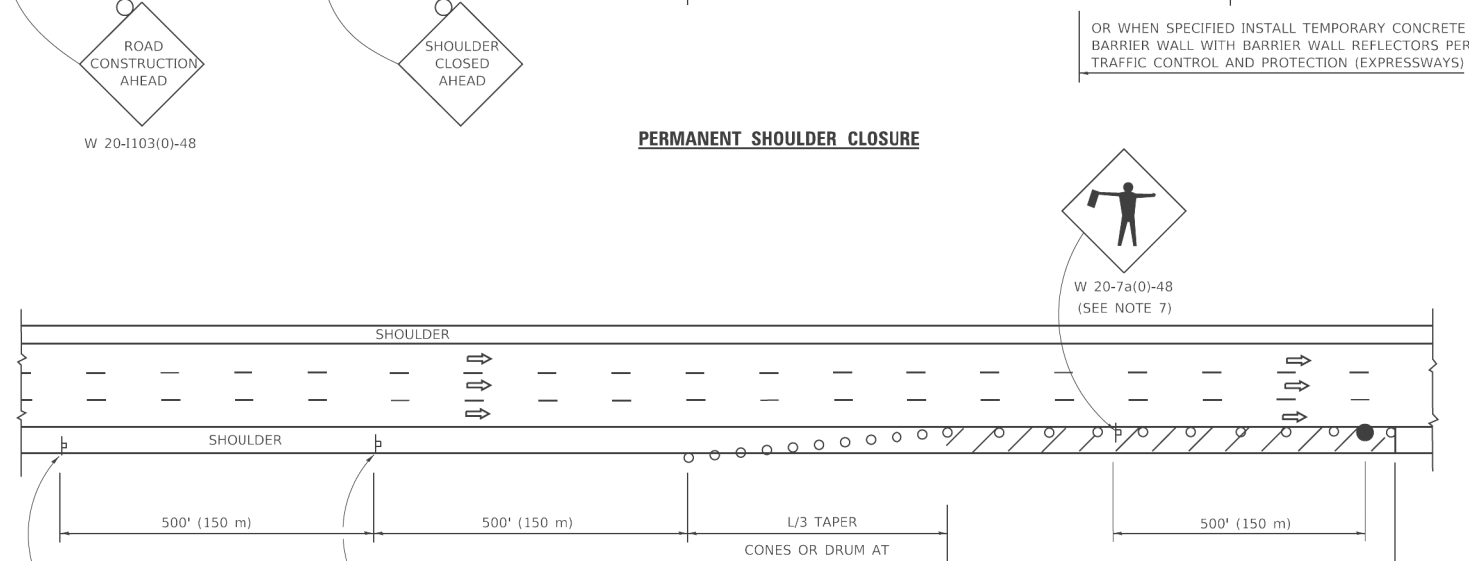 ROAD
CONSTRUCTION
AHEAD
W 20-I103(0)-48
SHOULDER
CLOSED
AHEAD
OR WHEN SPECIFIED INSTALL TEMPORARY CONCRETE
BARRIER WALL WITH BARRIER WALL REFLECTORS PER
TRAFFIC CONTROL AND PROTECTION (EXPRESSWAYS)
PERMANENT SHOULDER CLOSURE
W 20-7a(0)-48
(SEE NOTE 7)
SHOULDER
SHOULDER
500' (150 m)
500' (150 m)
L/3 TAPER
CONES OR DRUM AT
500' (150 m)